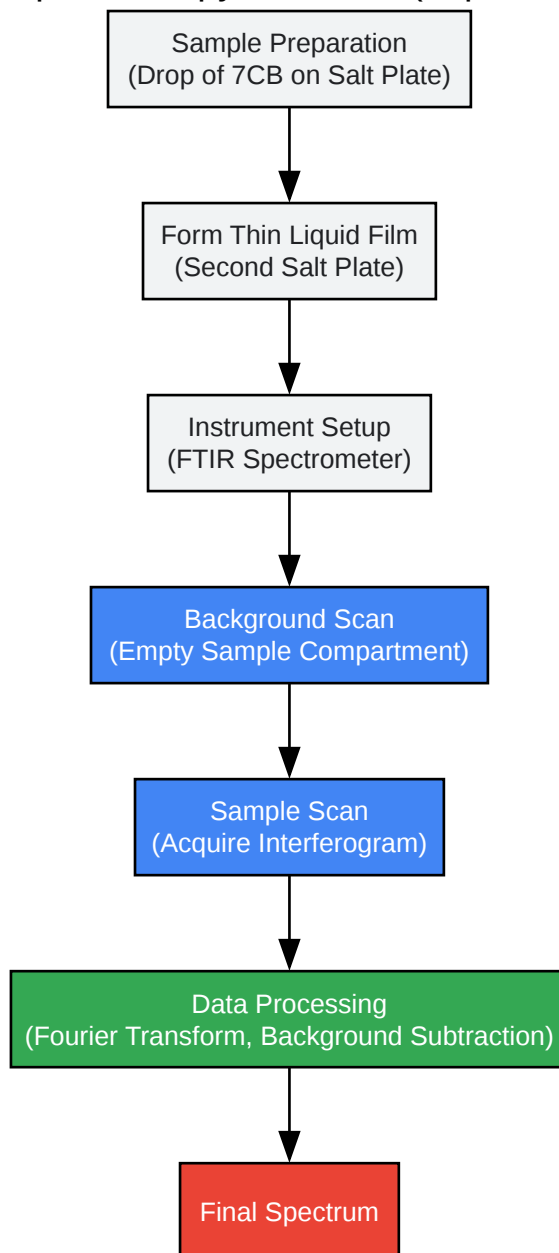 Sample Preparation
(Drop of 7CB on Salt Plate)
Form Thin Liquid Film
(Second Salt Plate)
Instrument Setup
(FTIR Spectrometer)
Background Scan
(Empty Sample Compartment)
Sample Scan
(Acquire Interferogram)
Data Processing
(Fourier Transform, Background Subtraction)
Final Spectrum